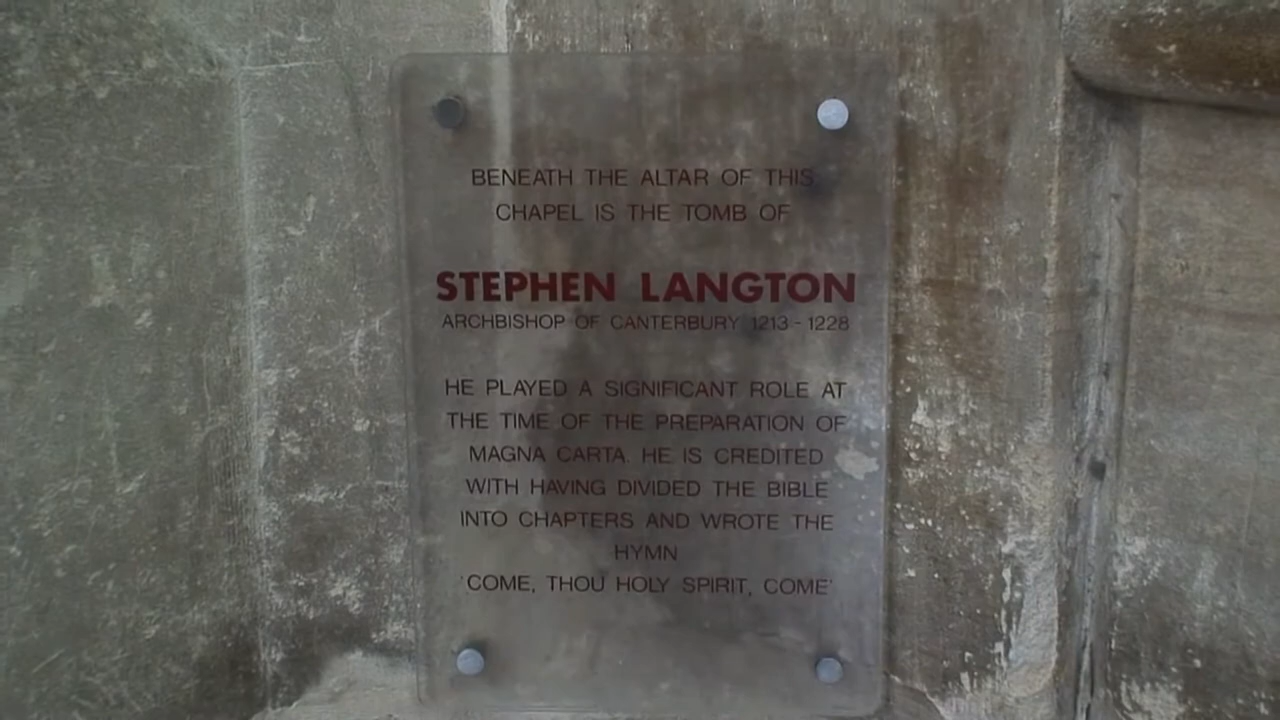 BENEATH THE ALTAR OF THIS
CHAPEL IS THE TOMB OF
STEPHEN LANGTON
ARCHBISHOP OF CANTERBURY 1213 - 1228
HE PLAYED A SIGNIFICANT ROLE AT
THE TIME OF THE PREPARATION OF
MAGNA CARTA. HE IS CREDITED
WITH HAVING DIVIDED THE BIBLE
INTO CHAPTERS AND WROTE THE
HYMN
'COME, THOU HOLY SPIRIT, COME'